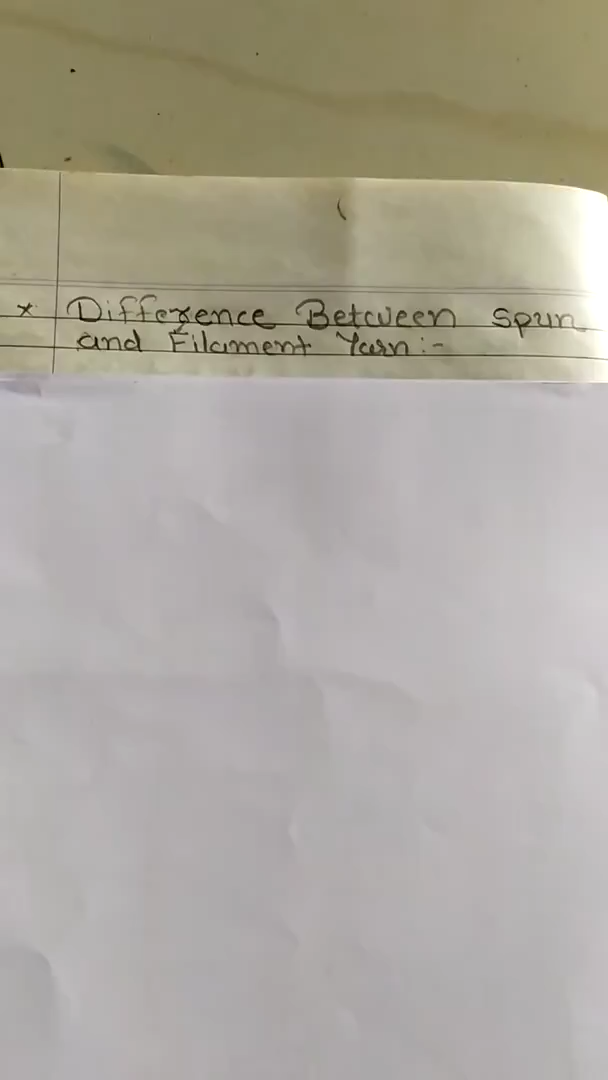 * Difference Between Spun
and Filament Yarn :-